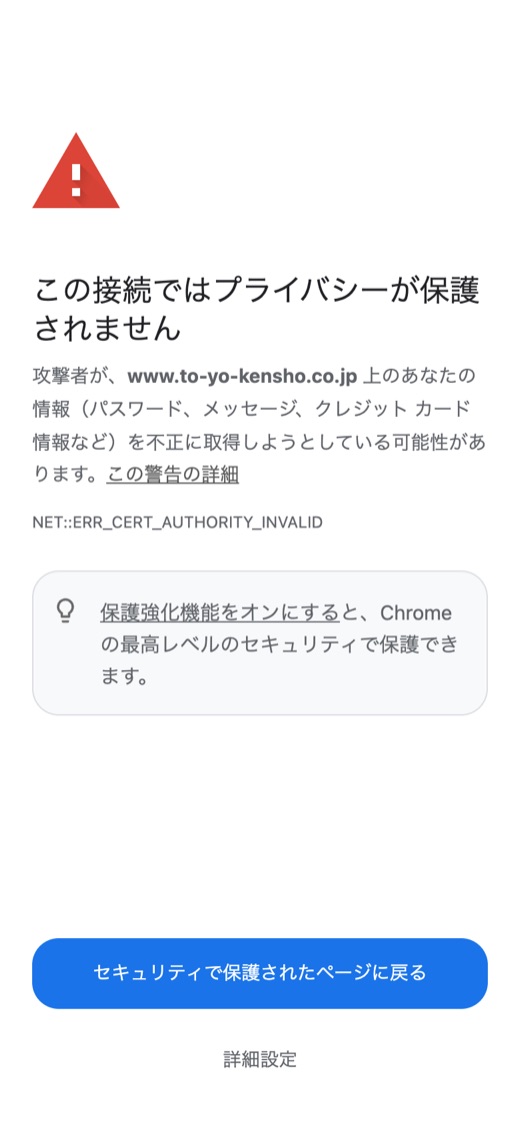 この接続ではプライバシーが保護
されません
攻撃者が、www.to-yo-kensho.co.jp 上のあなたの
情報（パスワード、メッセージ、クレジット カード
情報など）を不正に取得しようとしている可能性があ
ります。この警告の詳細
NET::ERR_CERT_AUTHORITY_INVALID
保護強化機能をオンにすると、Chrome
の最高レベルのセキュリティで保護でき
ます。
セキュリティで保護されたページに戻る
詳細設定